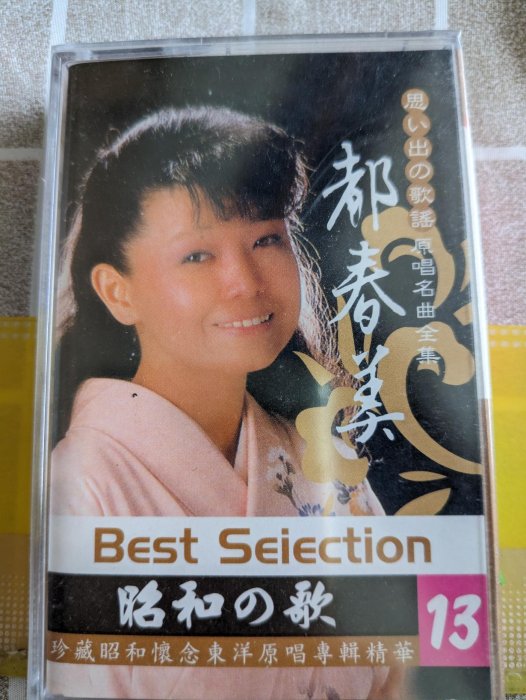 思い出の歌謡
原唱名曲全集
都春美
Best Seiection
昭和の歌
13
珍藏昭和懷念東洋原唱專輯精華